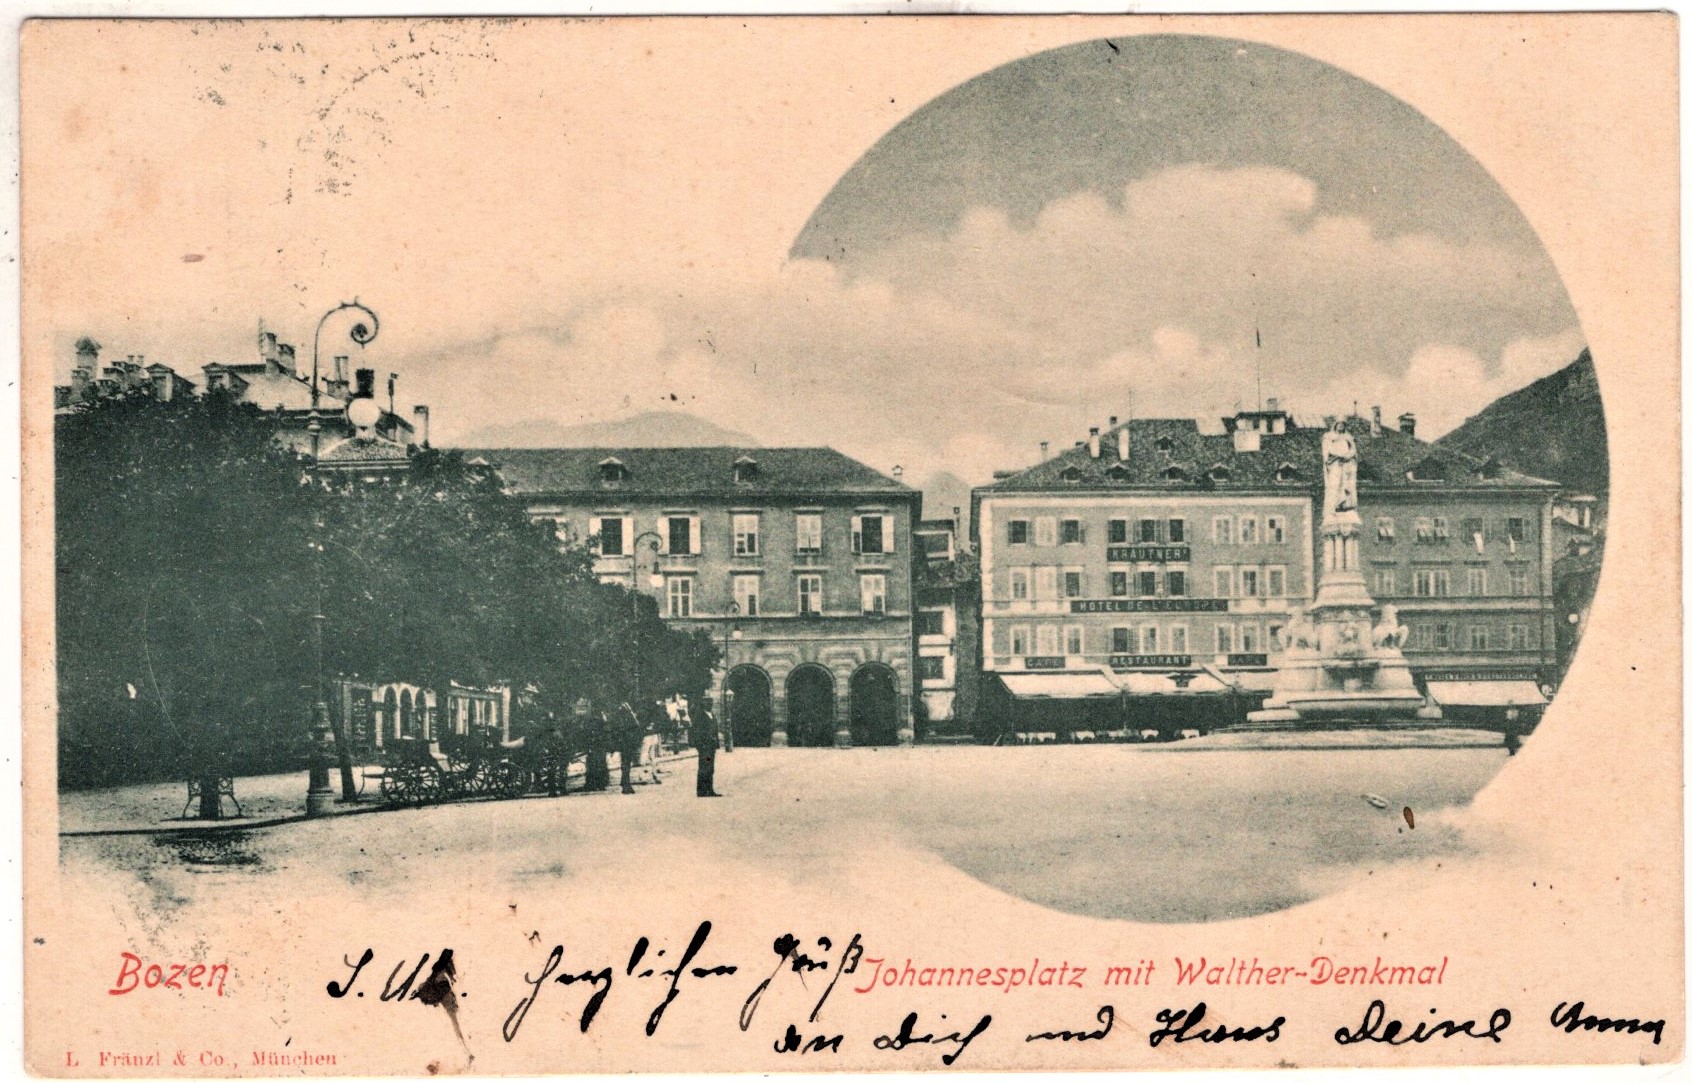 KRAUTNER
HOTEL DE L'EUROPE
CAFE RESTAURANT CAFE
Bozen
Johannesplatz mit Walther-Denkmal
herzlichen Gruß
an Dich und Hans Deine Anna
L. Fränzl & Co., München